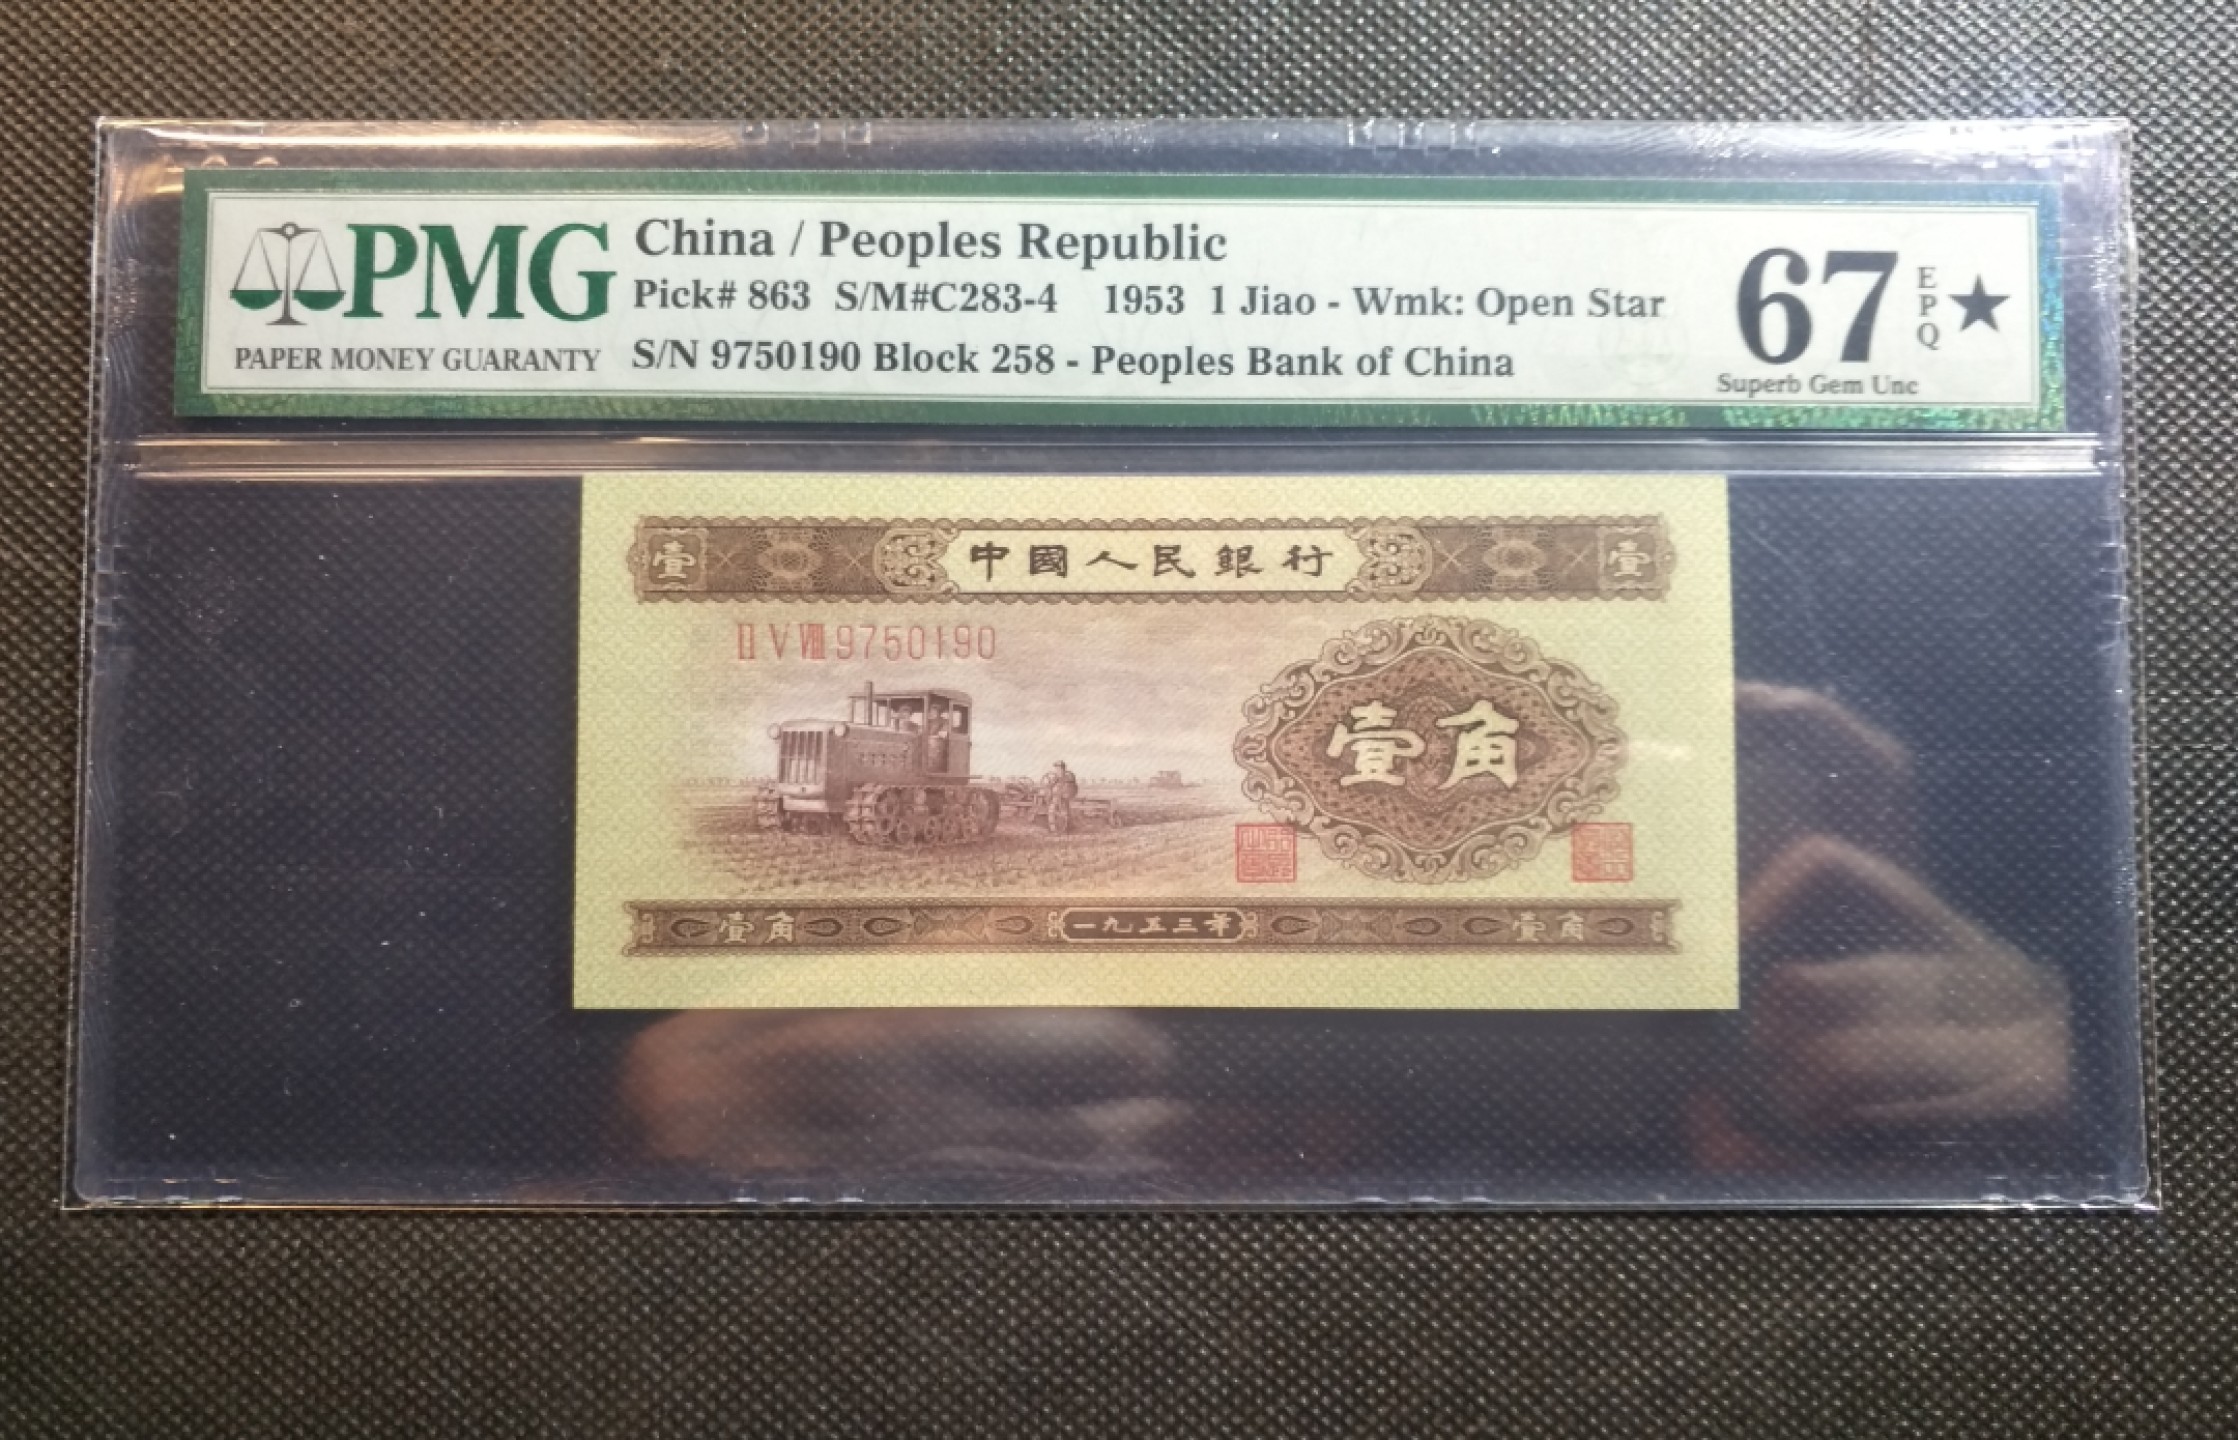 PMG
PAPER MONEY GUARANTY
China / Peoples Republic
Pick# 863 S/M#C283-4 1953 1 Jiao - Wmk: Open Star
S/N 9750190 Block 258 - Peoples Bank of China
67
EPQ
★
Superb Gem Unc
壹 中國人民銀行 壹
II V VIII 9750190
壹角
壹角 一九五三年 壹角